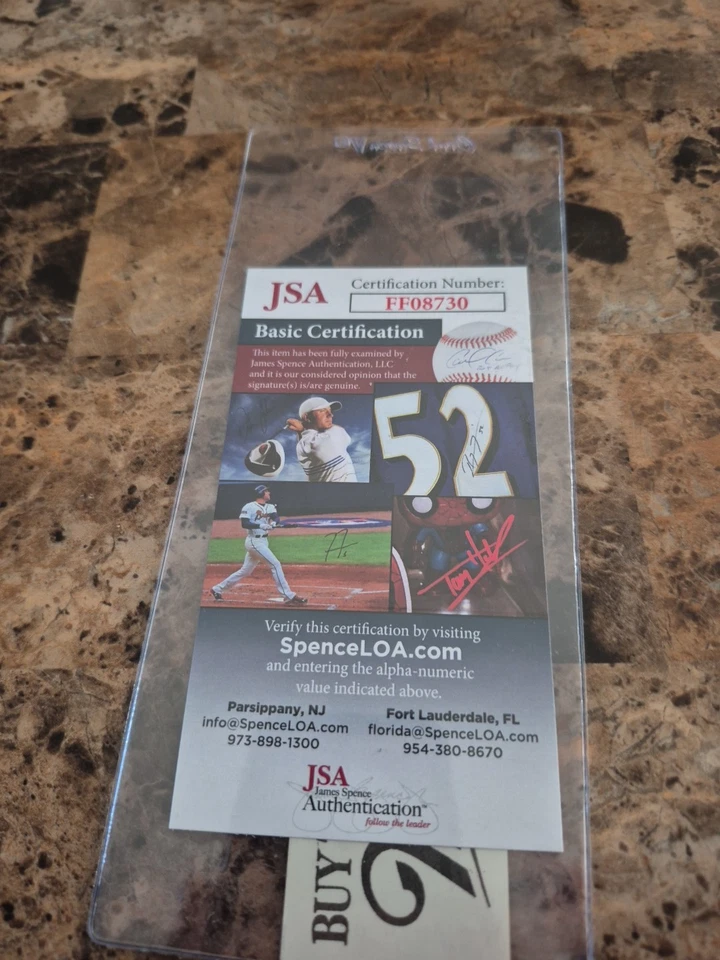 JSA
Certification Number:
FF08730
Basic Certification
This item has been fully examined by
James Spence Authentication, LLC
and it is our considered opinion that the
signature(s) is/are genuine.
52
Verify this certification by visiting
SpenceLOA.com
and entering the alpha-numeric
value indicated above.
Parsippany, NJ
info@SpenceLOA.com
973-898-1300
Fort Lauderdale, FL
florida@SpenceLOA.com
954-380-8670
JSA
James Spence
Authentication™
follow the leader
BUY
2